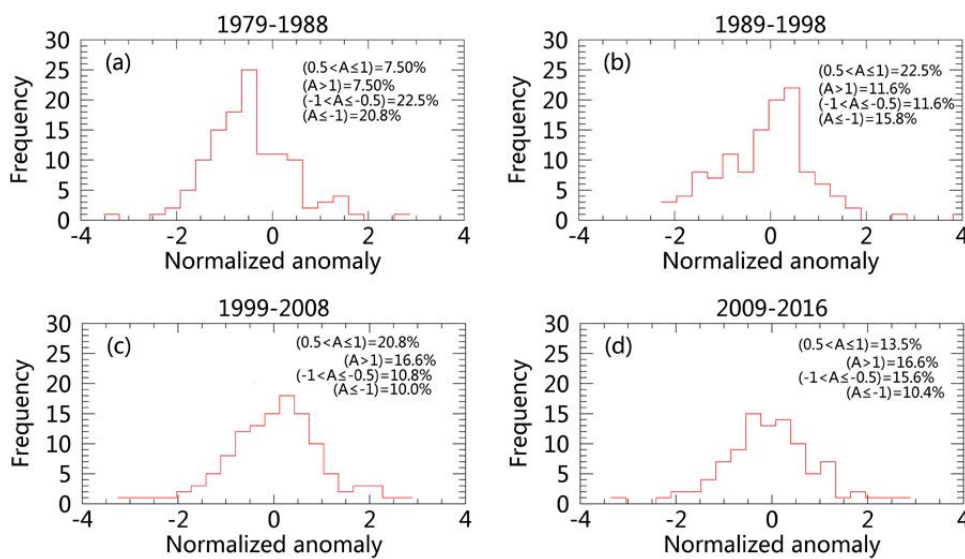 1979-1988
(a)
(0.5<A≤1)=7.50%
(A>1)=7.50%
(-1<A≤-0.5)=22.5%
(A≤-1)=20.8%
Frequency
30
25
20
15
10
5
0
-4
-2
0
2
4
Normalized anomaly
1989-1998
(b)
(0.5<A≤1)=22.5%
(A>1)=11.6%
(-1<A≤-0.5)=11.6%
(A≤-1)=15.8%
Frequency
30
25
20
15
10
5
0
-4
-2
0
2
4
Normalized anomaly
1999-2008
(c)
(0.5<A≤1)=20.8%
(A>1)=16.6%
(-1<A≤-0.5)=10.8%
(A≤-1)=10.0%
Frequency
30
25
20
15
10
5
0
-4
-2
0
2
4
Normalized anomaly
2009-2016
(d)
(0.5<A≤1)=13.5%
(A>1)=16.6%
(-1<A≤-0.5)=15.6%
(A≤-1)=10.4%
Frequency
30
25
20
15
10
5
0
-4
-2
0
2
4
Normalized anomaly